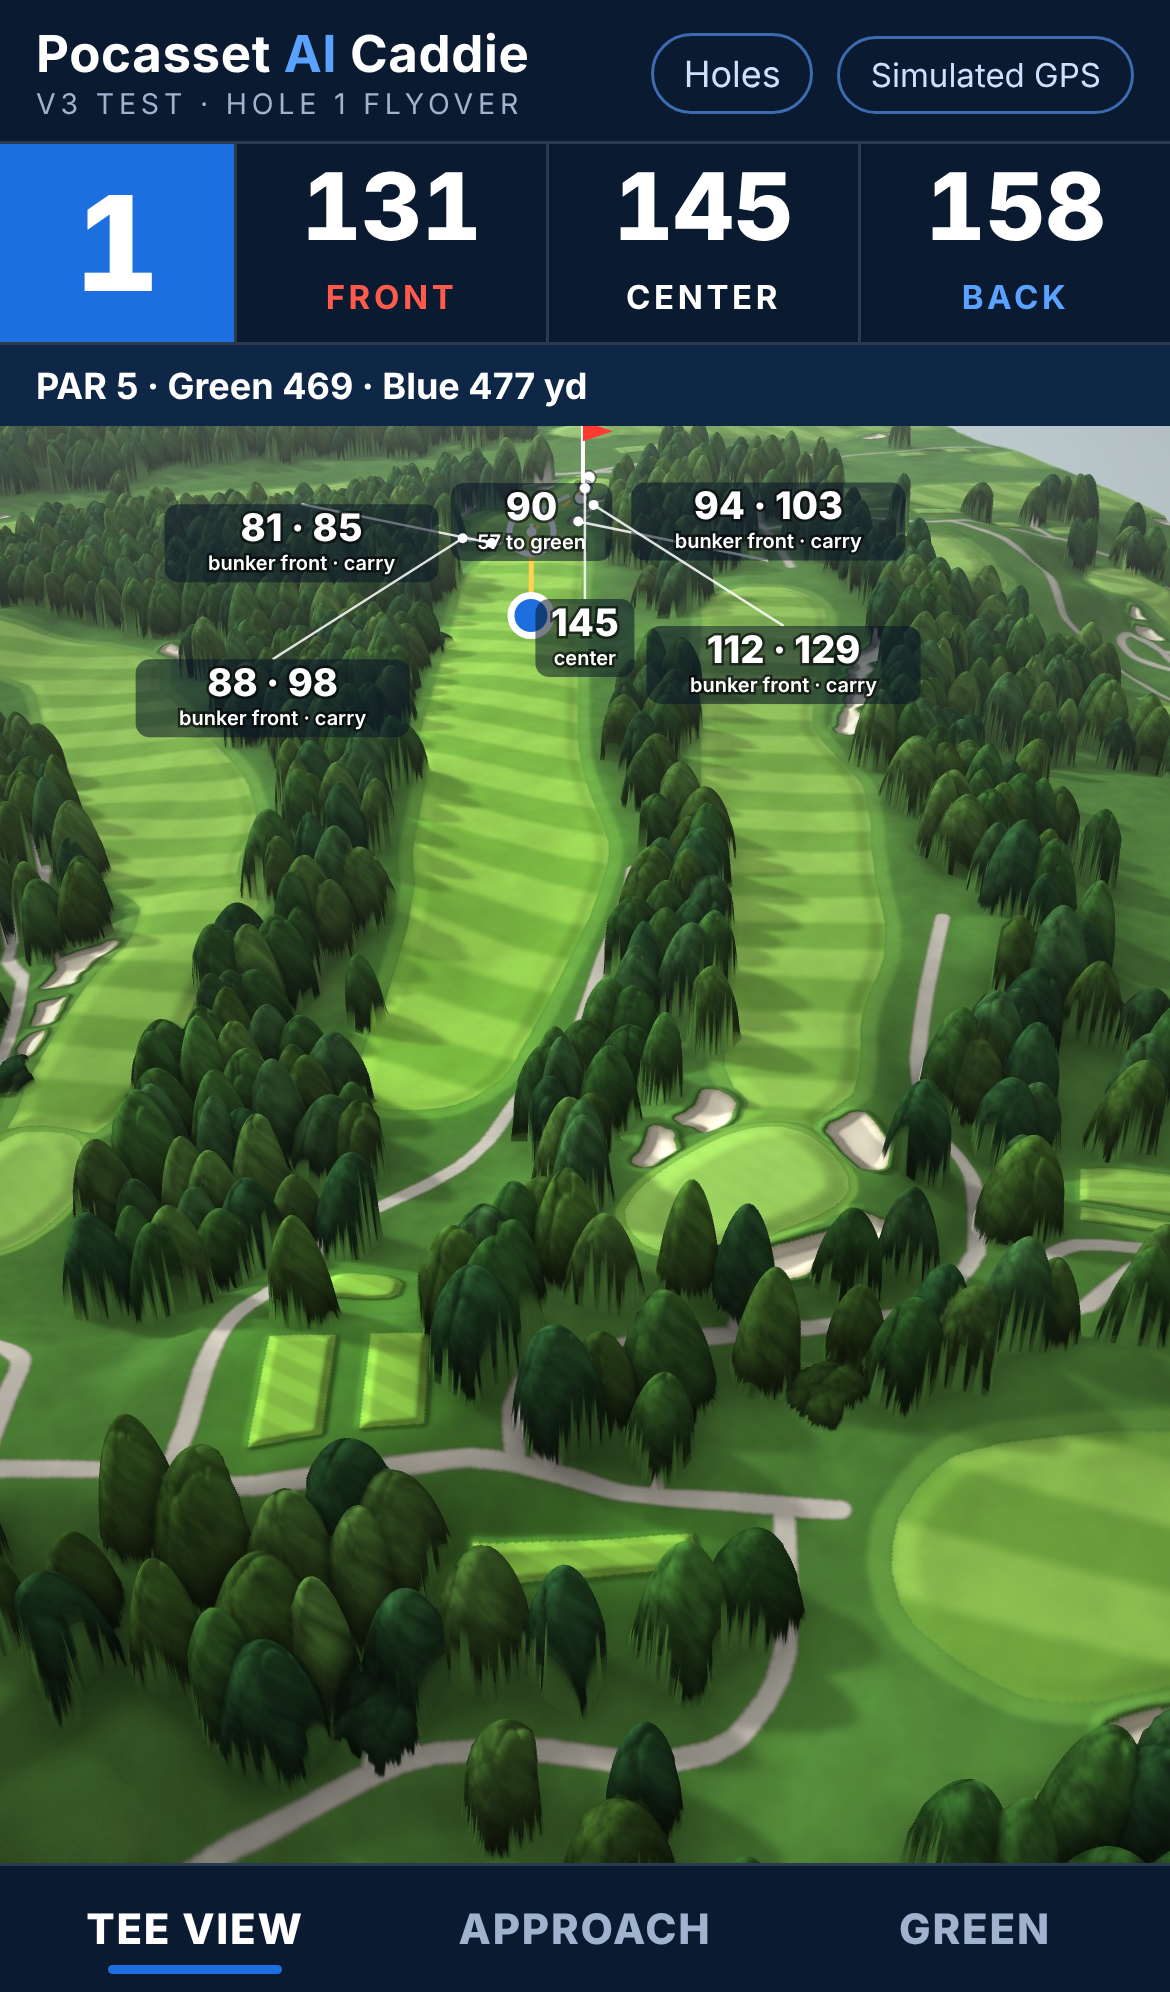 Pocasset AI Caddie
V3 TEST · HOLE 1 FLYOVER
Holes
Simulated GPS
1
131
FRONT
145
CENTER
158
BACK
PAR 5 · Green 469 · Blue 477 yd
81 · 85
bunker front · carry
90
57 to green
94 · 103
bunker front · carry
145
center
112 · 129
bunker front · carry
88 · 98
bunker front · carry
TEE VIEW
APPROACH
GREEN